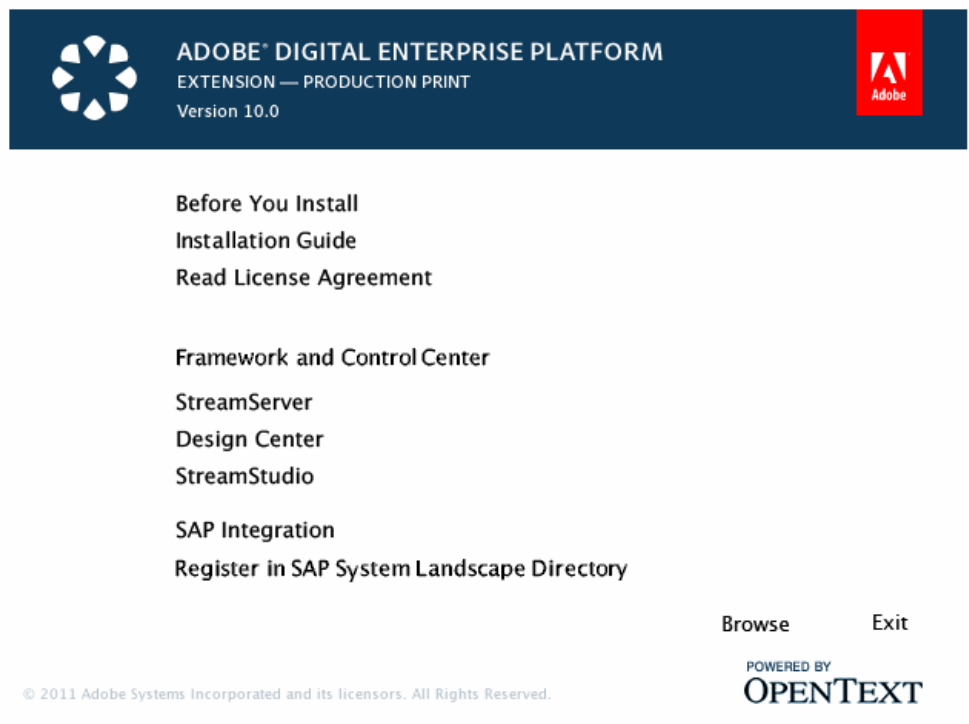 ADOBE® DIGITAL ENTERPRISE PLATFORM
EXTENSION — PRODUCTION PRINT
Version 10.0
Adobe
Before You Install
Installation Guide
Read License Agreement
Framework and Control Center
StreamServer
Design Center
StreamStudio
SAP Integration
Register in SAP System Landscape Directory
Browse
Exit
POWERED BY
OPENTEXT
© 2011 Adobe Systems Incorporated and its licensors. All Rights Reserved.